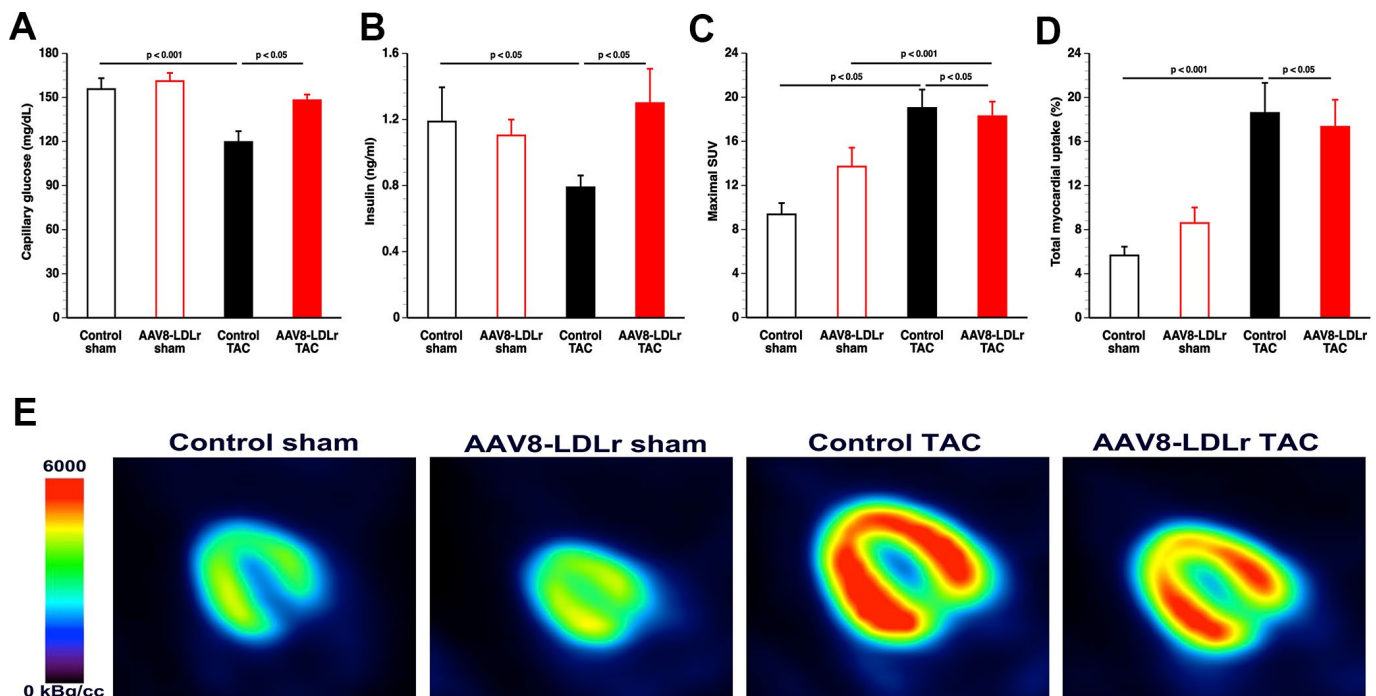 A
180
150
120
90
60
30
0
Capillary glucose (mg/dL)
p < 0.001
p < 0.05
Control
sham
AAV8-LDLr
sham
Control
TAC
AAV8-LDLr
TAC
B
1.6
1.2
0.8
0.4
0
Insulin (ng/ml)
p < 0.05
p < 0.05
Control
sham
AAV8-LDLr
sham
Control
TAC
AAV8-LDLr
TAC
C
24
20
16
12
8
4
0
Maximal SUV
p < 0.001
p < 0.05
p < 0.05
Control
sham
AAV8-LDLr
sham
Control
TAC
AAV8-LDLr
TAC
D
24
20
16
12
8
4
0
Total myocardial uptake (%)
p < 0.001
p < 0.05
Control
sham
AAV8-LDLr
sham
Control
TAC
AAV8-LDLr
TAC
E
6000
0 kBq/cc
Control sham
AAV8-LDLr sham
Control TAC
AAV8-LDLr TAC